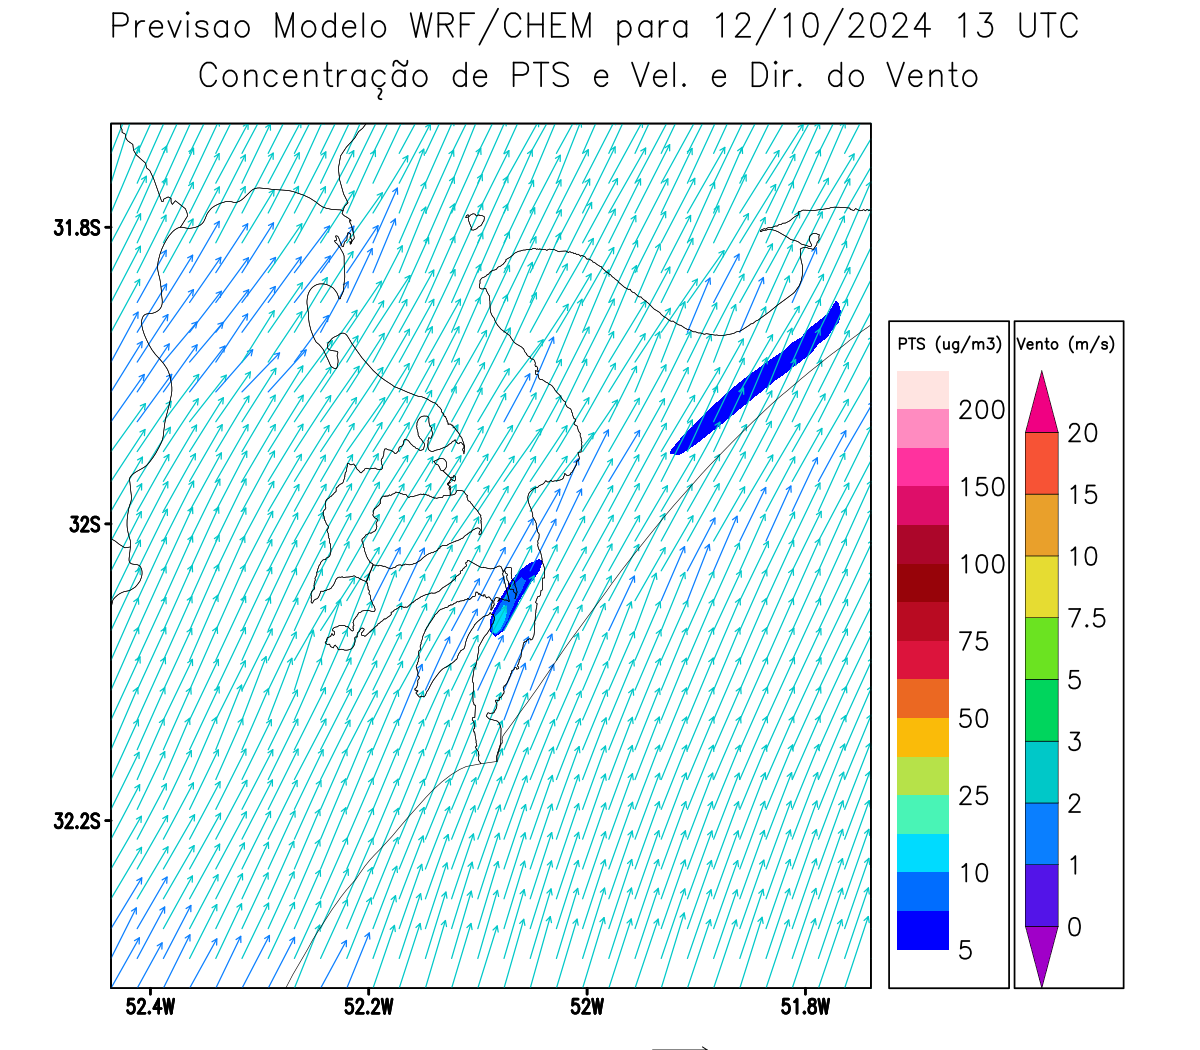 Previsao Modelo WRF/CHEM para 12/10/2024 13 UTC
Concentração de PTS e Vel. e Dir. do Vento
31.8S
32S
32.2S
52.4W
52.2W
52W
51.8W
PTS (ug/m3)
200
150
100
75
50
25
10
5
Vento (m/s)
20
15
10
7.5
5
3
2
1
0